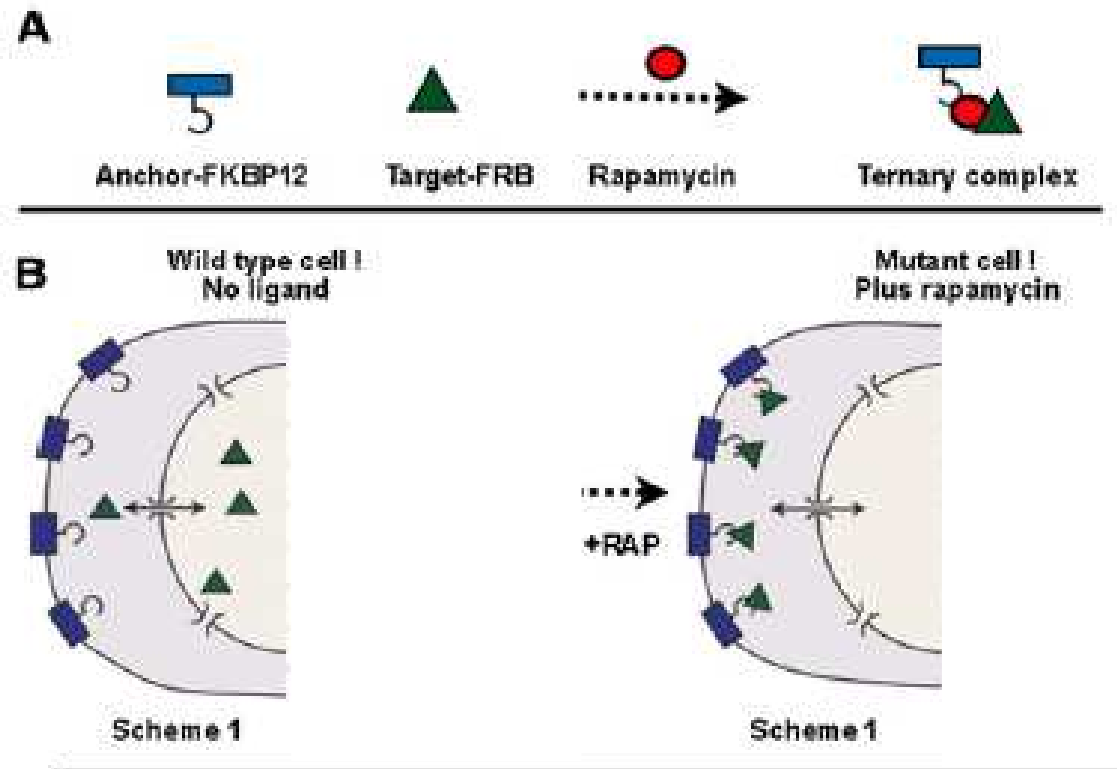 A
Anchor-FKBP12
Target-FRB
Rapamycin
Ternary complex
B
Wild type cell !
No ligand
Mutant cell !
Plus rapamycin
+RAP
Scheme 1
Scheme 1